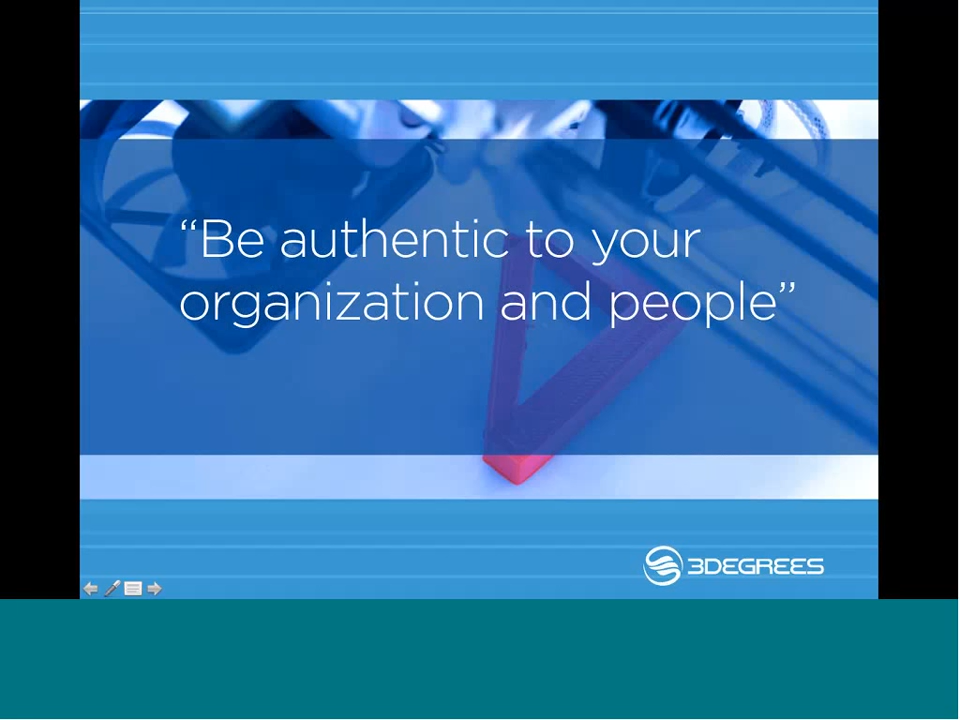 “Be authentic to your
organization and people”
3DEGREES